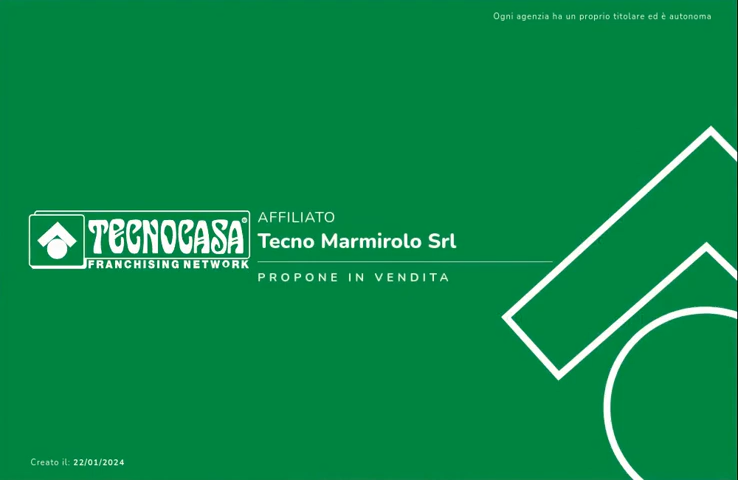 Ogni agenzia ha un proprio titolare ed è autonoma
TECNOCASA®
FRANCHISING NETWORK
AFFILIATO
Tecno Marmirolo Srl
PROPONE IN VENDITA
Creato il: 22/01/2024